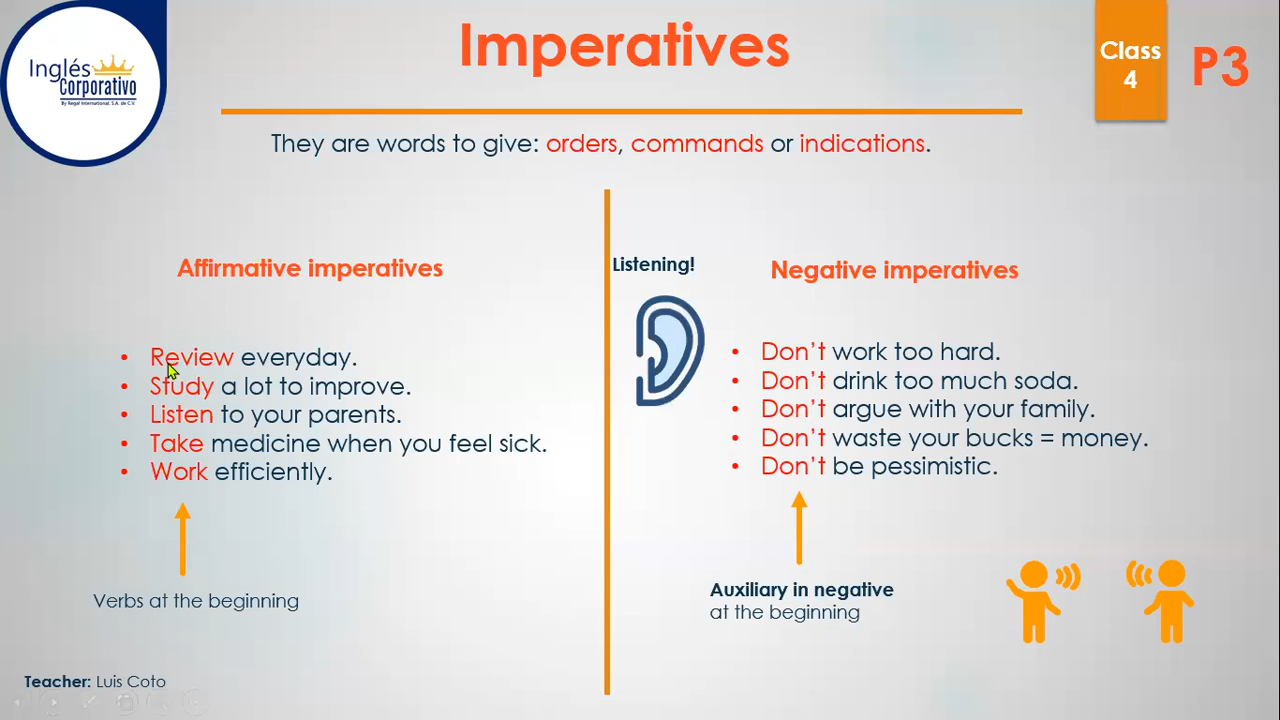 Inglés
Corporativo
By Regal International, S.A. de C.V.
Imperatives
Class
4
P3
They are words to give: orders, commands or indications.
Affirmative imperatives
• Review everyday.
• Study a lot to improve.
• Listen to your parents.
• Take medicine when you feel sick.
• Work efficiently.
Verbs at the beginning
Listening!
Negative imperatives
• Don't work too hard.
• Don't drink too much soda.
• Don't argue with your family.
• Don't waste your bucks = money.
• Don't be pessimistic.
Auxiliary in negative
at the beginning
Teacher: Luis Coto